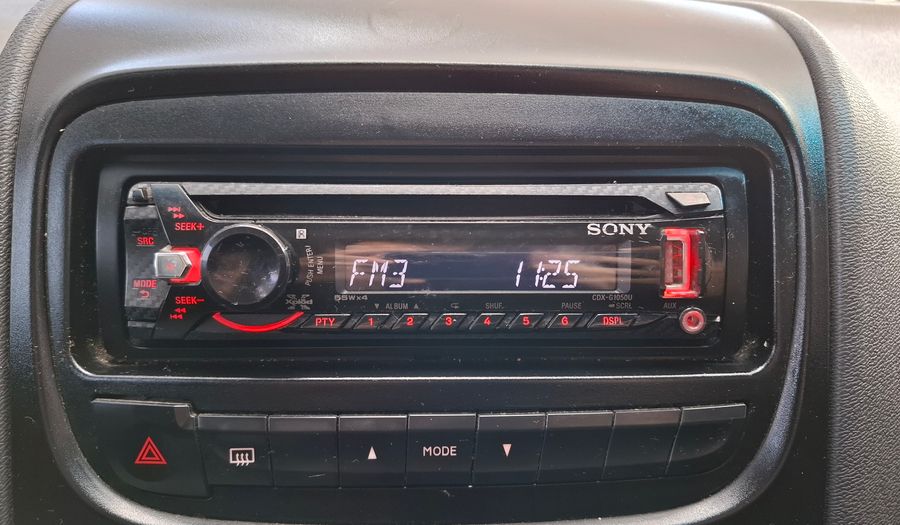 SONY
SRC
SEEK+
PUSH ENTER/
MENU
MODE
SEEK−
FM3 11:25
55W×4
CDX-G1050U
ALBUM
SHUF
PAUSE
SCRL
AUX
PTY 1 2 3 4 5 6 DSPL
MODE